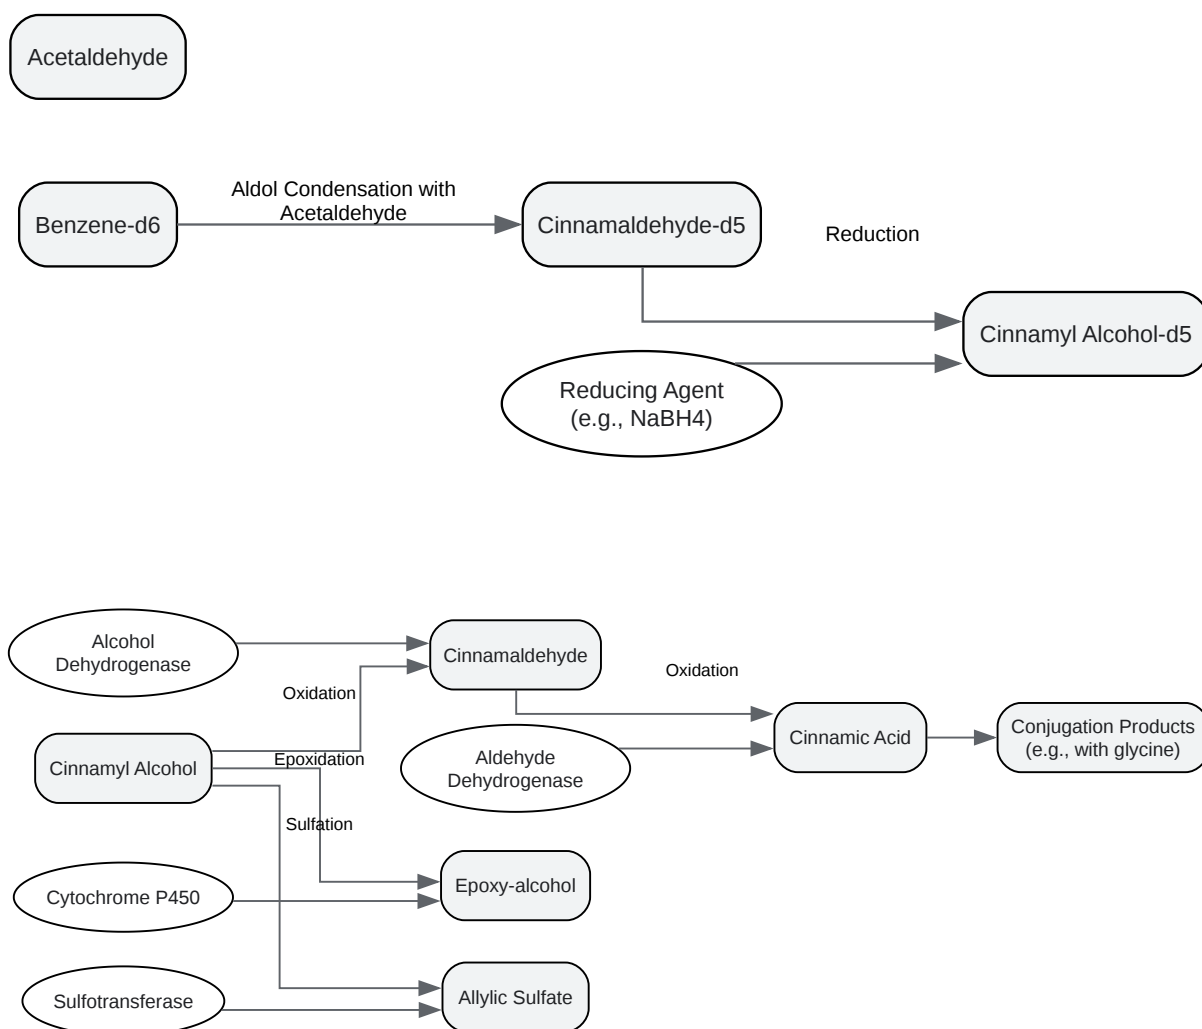 Acetaldehyde
Aldol Condensation with
Acetaldehyde
Benzene-d6
Cinnamaldehyde-d5
Reduction
Cinnamyl Alcohol-d5
Reducing Agent
(e.g., NaBH4)
Alcohol
Dehydrogenase
Cinnamaldehyde
Oxidation
Oxidation
Cinnamyl Alcohol
Epoxidation
Sulfation
Aldehyde
Dehydrogenase
Cinnamic Acid
Conjugation Products
(e.g., with glycine)
Cytochrome P450
Epoxy-alcohol
Sulfotransferase
Allylic Sulfate